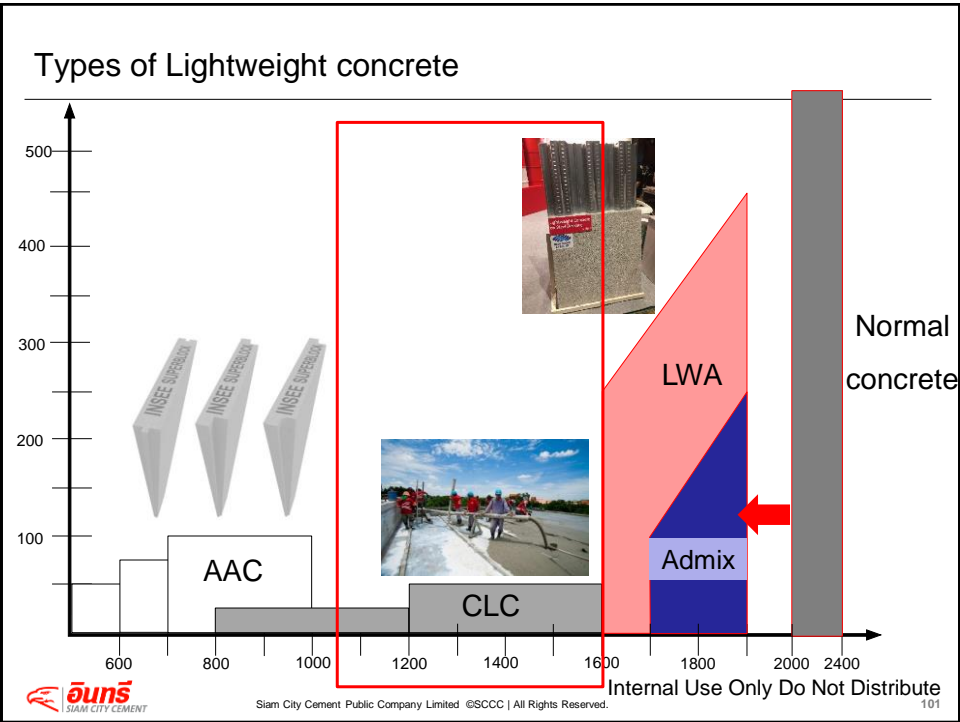 Types of Lightweight concrete
500
400
300
200
100
INSEE SUPERBLOCK
INSEE SUPERBLOCK
INSEE SUPERBLOCK
AAC
CLC
LWA
Admix
Normal
concrete
600
800
1000
1200
1400
1600
1800
2000
2400
Internal Use Only Do Not Distribute
อินทรี
SIAM CITY CEMENT
Siam City Cement Public Company Limited ©SCCC | All Rights Reserved.
101